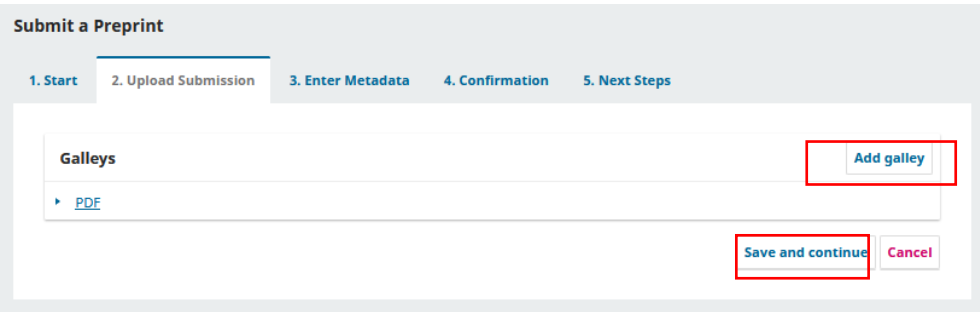 Submit a Preprint
1. Start 2. Upload Submission 3. Enter Metadata 4. Confirmation 5. Next Steps
Galleys Add galley
PDF
Save and continue Cancel